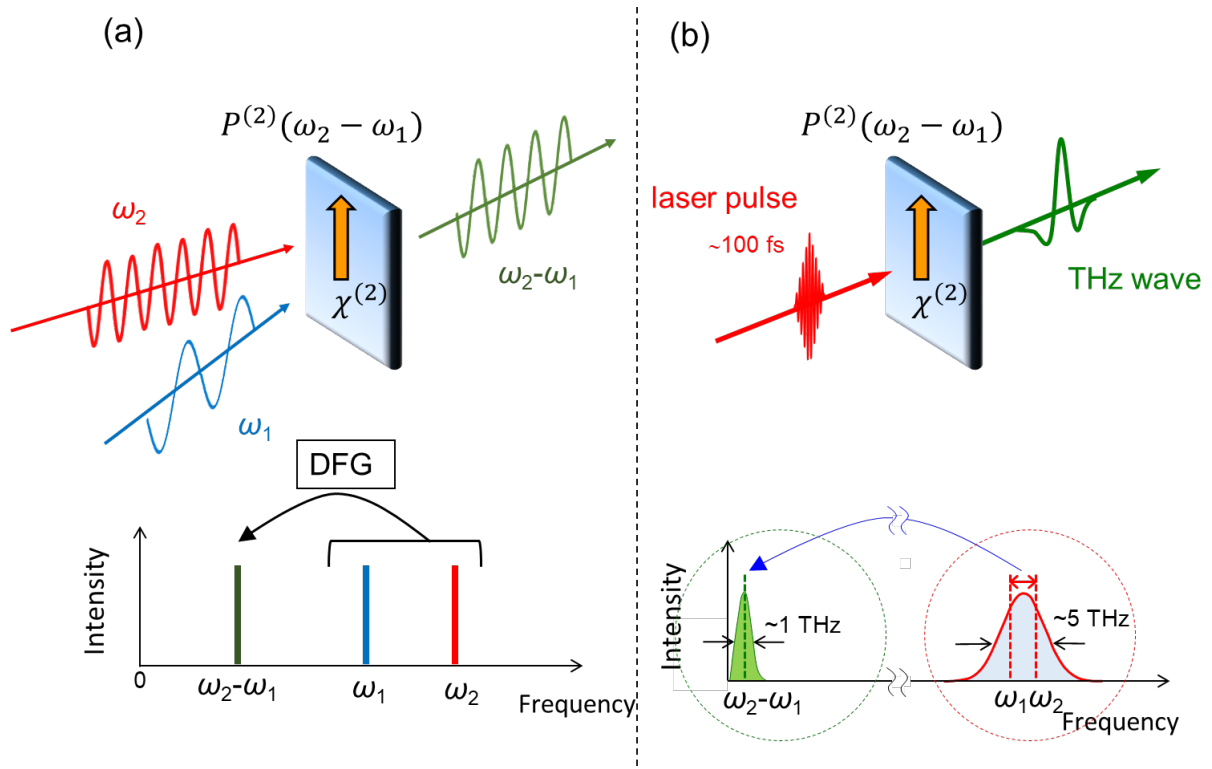 (a)
P⁽²⁾(ω₂ − ω₁)
ω₂
χ⁽²⁾
ω₂-ω₁
ω₁
DFG
Intensity
0
ω₂-ω₁
ω₁
ω₂
Frequency
(b)
P⁽²⁾(ω₂ − ω₁)
laser pulse
~100 fs
χ⁽²⁾
THz wave
Intensity
~1 THz
~5 THz
ω₂-ω₁
ω₁ω₂
Frequency